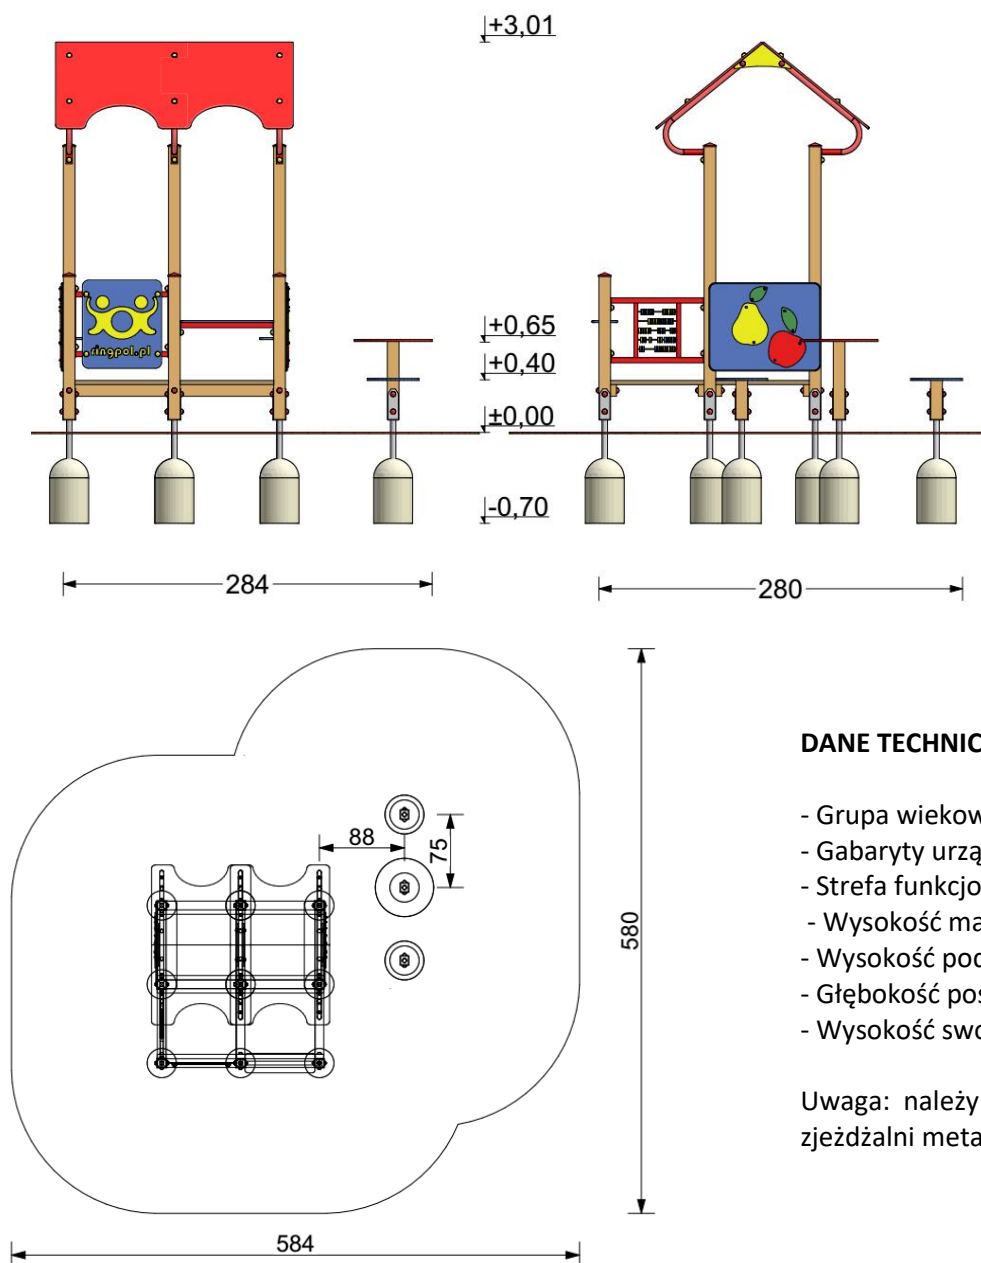 +3,01
ringpol.pl
+0,65
+0,40
±0,00
-0,70
284
280
88
75
580
584
DANE TECHNIC
- Grupa wiekow
- Gabaryty urzą
- Strefa funkcjo
- Wysokość ma
- Wysokość pod
- Głębokość pos
- Wysokość swo
Uwaga: należy
zjeżdżalni meta